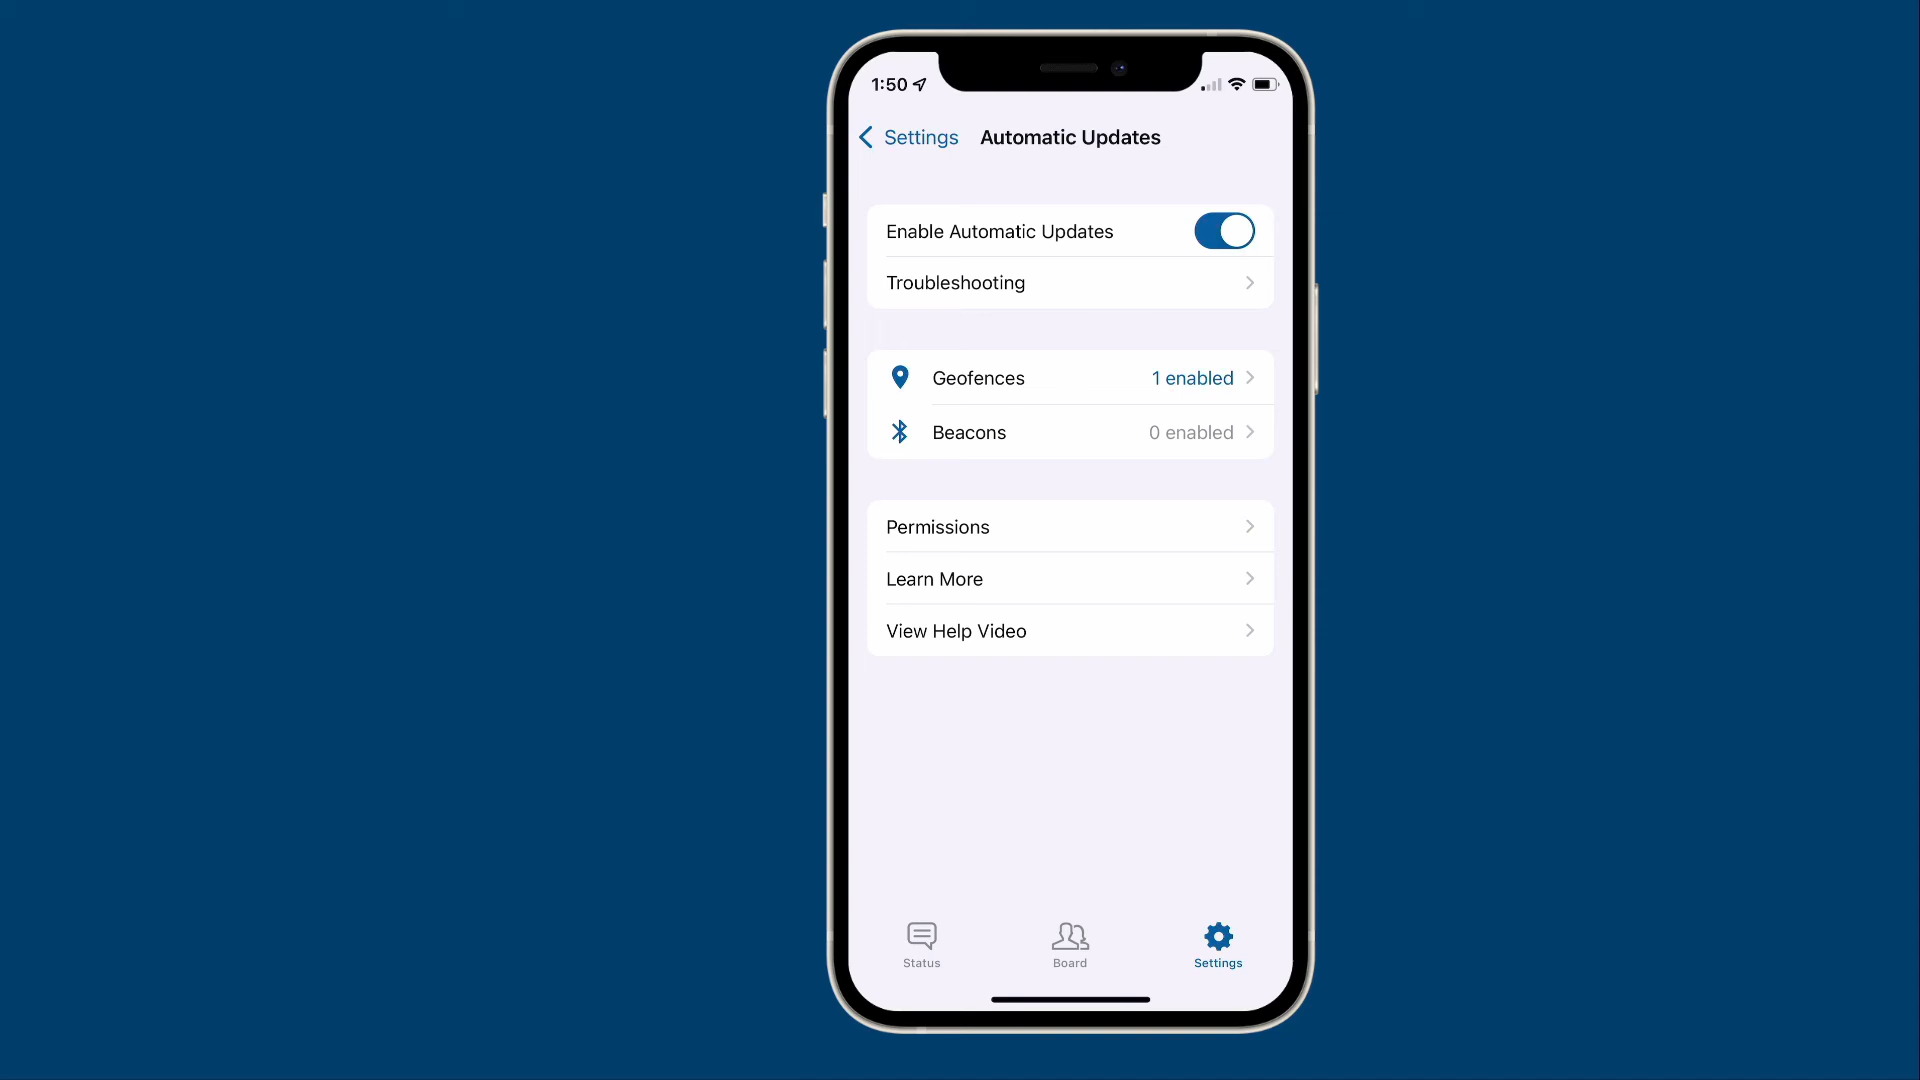 1:50
Settings Automatic Updates
Enable Automatic Updates
Troubleshooting
Geofences 1 enabled
Beacons 0 enabled
Permissions
Learn More
View Help Video
Status Board Settings